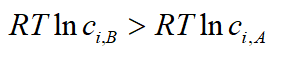 RT ln c_{i,B} > RT ln c_{i,A}